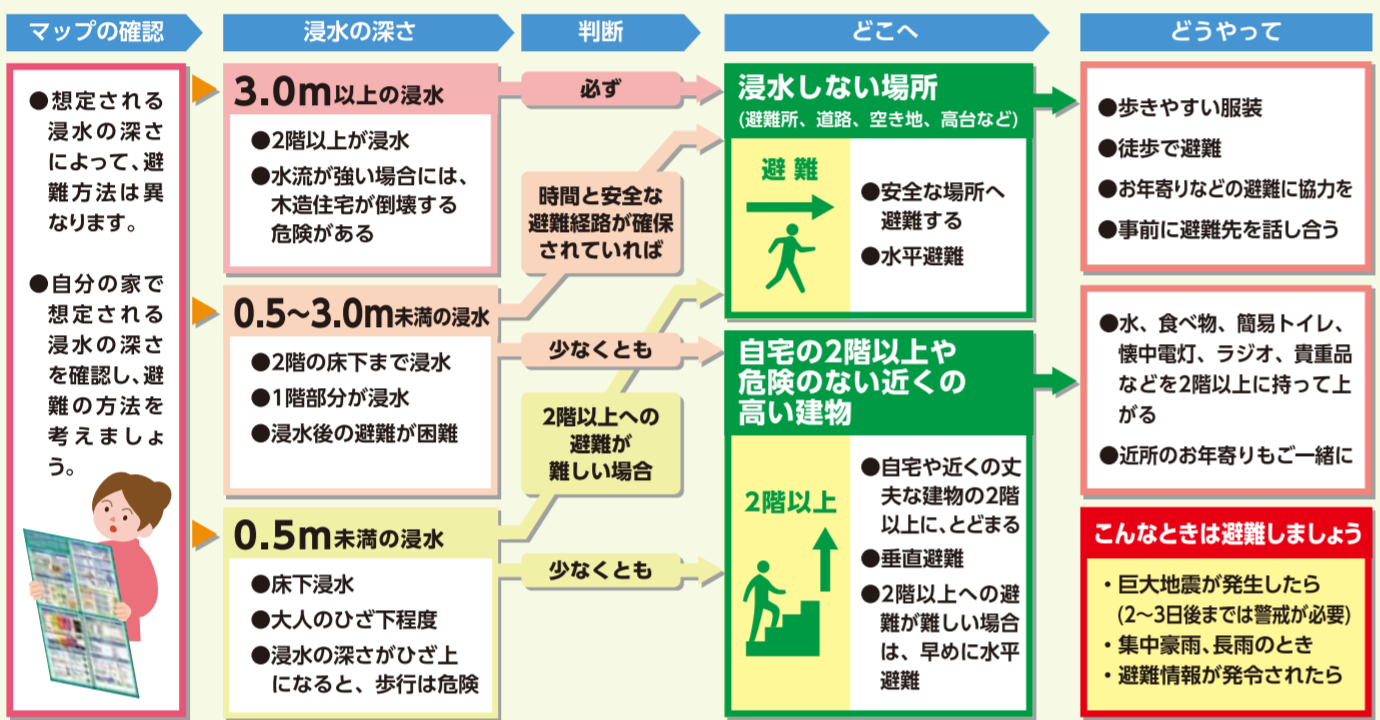 マップの確認
浸水の深さ
判断
どこへ
どうやって
●想定される
浸水の深さ
によって、避
難方法は異
なります。
●自分の家で
想定される
浸水の深さ
を確認し、避
難の方法を
考えましょ
う。
3.0m以上の浸水
●2階以上が浸水
●水流が強い場合には、
木造住宅が倒壊する
危険がある
0.5〜3.0m未満の浸水
●2階の床下まで浸水
●1階部分が浸水
●浸水後の避難が困難
0.5m未満の浸水
●床下浸水
●大人のひざ下程度
●浸水の深さがひざ上
になると、歩行は危険
必ず
時間と安全な
避難経路が確保
されていれば
少なくとも
2階以上への
避難が
難しい場合
少なくとも
浸水しない場所
(避難所、道路、空き地、高台など)
避難
●安全な場所へ
避難する
●水平避難
自宅の2階以上や
危険のない近くの
高い建物
2階以上
●自宅や近くの丈
夫な建物の2階
以上に、とどまる
●垂直避難
●2階以上への避
難が難しい場合
は、早めに水平
避難
●歩きやすい服装
●徒歩で避難
●お年寄りなどの避難に協力を
●事前に避難先を話し合う
●水、食べ物、簡易トイレ、
懐中電灯、ラジオ、貴重品
などを2階以上に持って上
がる
●近所のお年寄りもご一緒に
こんなときは避難しましょう
・巨大地震が発生したら
(2〜3日後までは警戒が必要)
・集中豪雨、長雨のとき
・避難情報が発令されたら